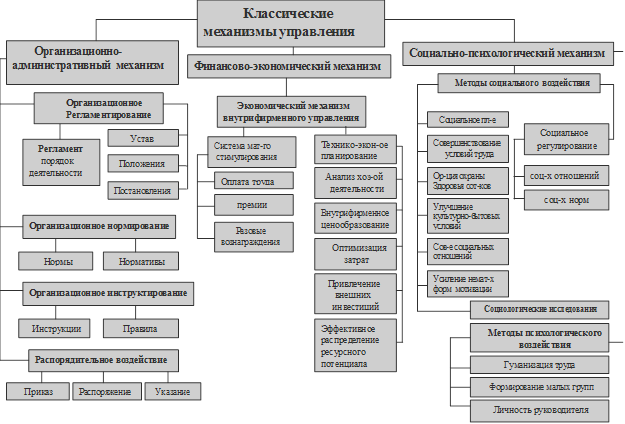 Классические
механизмы управления
Организационно-
административный механизм
Финансово-экономический механизм
Социально-психологический механизм
Организационное
Регламентирование
Регламент
порядок
деятельности
Устав
Положения
Постановления
Организационное нормирование
Нормы
Нормативы
Организационное инструктирование
Инструкции
Правила
Распорядительное воздействие
Приказ
Распоряжение
Указание
Экономический механизм
внутрифирменного управления
Система мат-го
стимулирования
Оплата труда
премии
Разовые
вознаграждения
Технико-экон-ое
планирование
Анализ хоз-ой
деятельности
Внутрифирменное
ценообразование
Оптимизация
затрат
Привлечение
внешних
инвестиций
Эффективное
распределение
ресурсного
потенциала
Методы социального воздействия
Социальное пл-е
Совершенствование
условий труда
Ор-ция охраны
Здоровья сот-ков
Улучшение
культурно-бытовых
условий
Сов-е социальных
отношений
Усиление немат-х
форм мотивации
Социальное
регулирование
соц-х отношений
соц-х норм
Социологические исследования
Методы психологического
воздействия
Гуманизация труда
Формирование малых групп
Личность руководителя